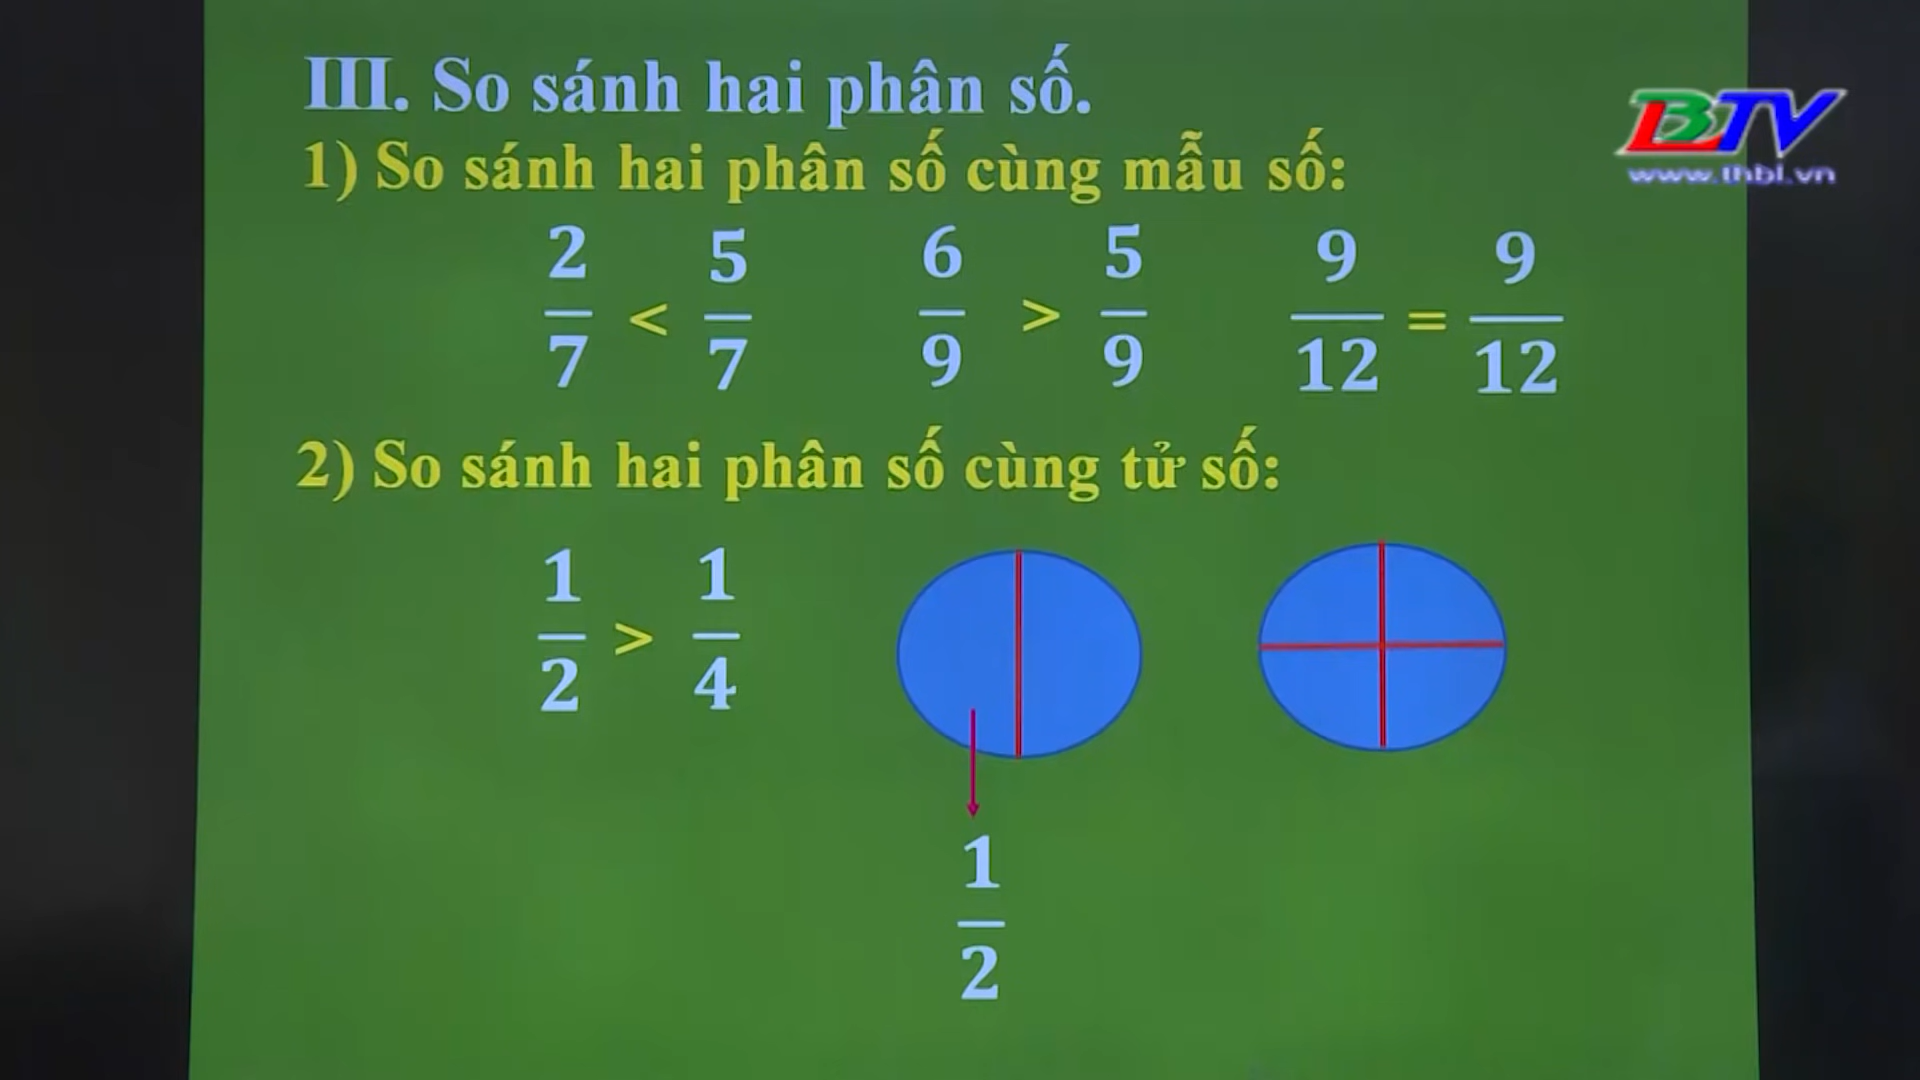 III. So sánh hai phân số.
BTV
www.thbl.vn
1) So sánh hai phân số cùng mẫu số:
2/7 < 5/7   6/9 > 5/9   9/12 = 9/12
2) So sánh hai phân số cùng tử số:
1/2 > 1/4
1/2